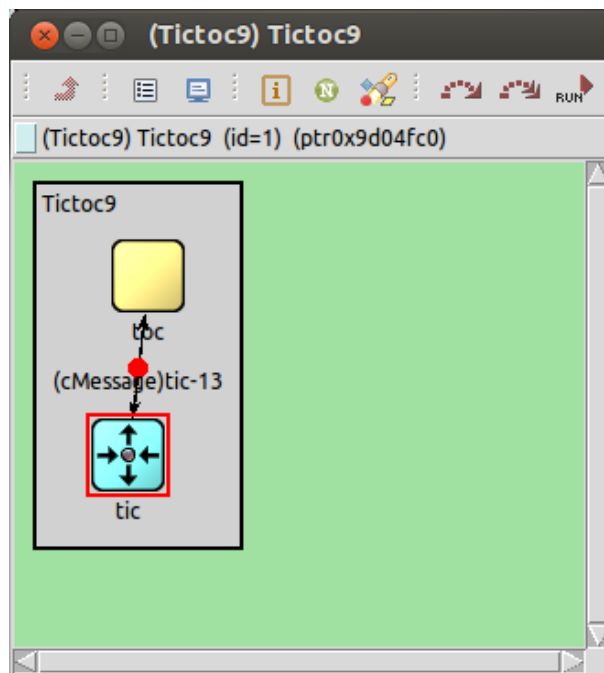 (Tictoc9) Tictoc9
N
RUN
(Tictoc9) Tictoc9 (id=1) (ptr0x9d04fc0)
Tictoc9
toc
(cMessage)tic-13
tic